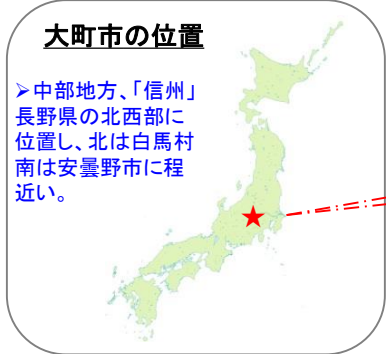 大町市の位置
➢中部地方、「信州」
長野県の北西部に
位置し、北は白馬村
南は安曇野市に程
近い。